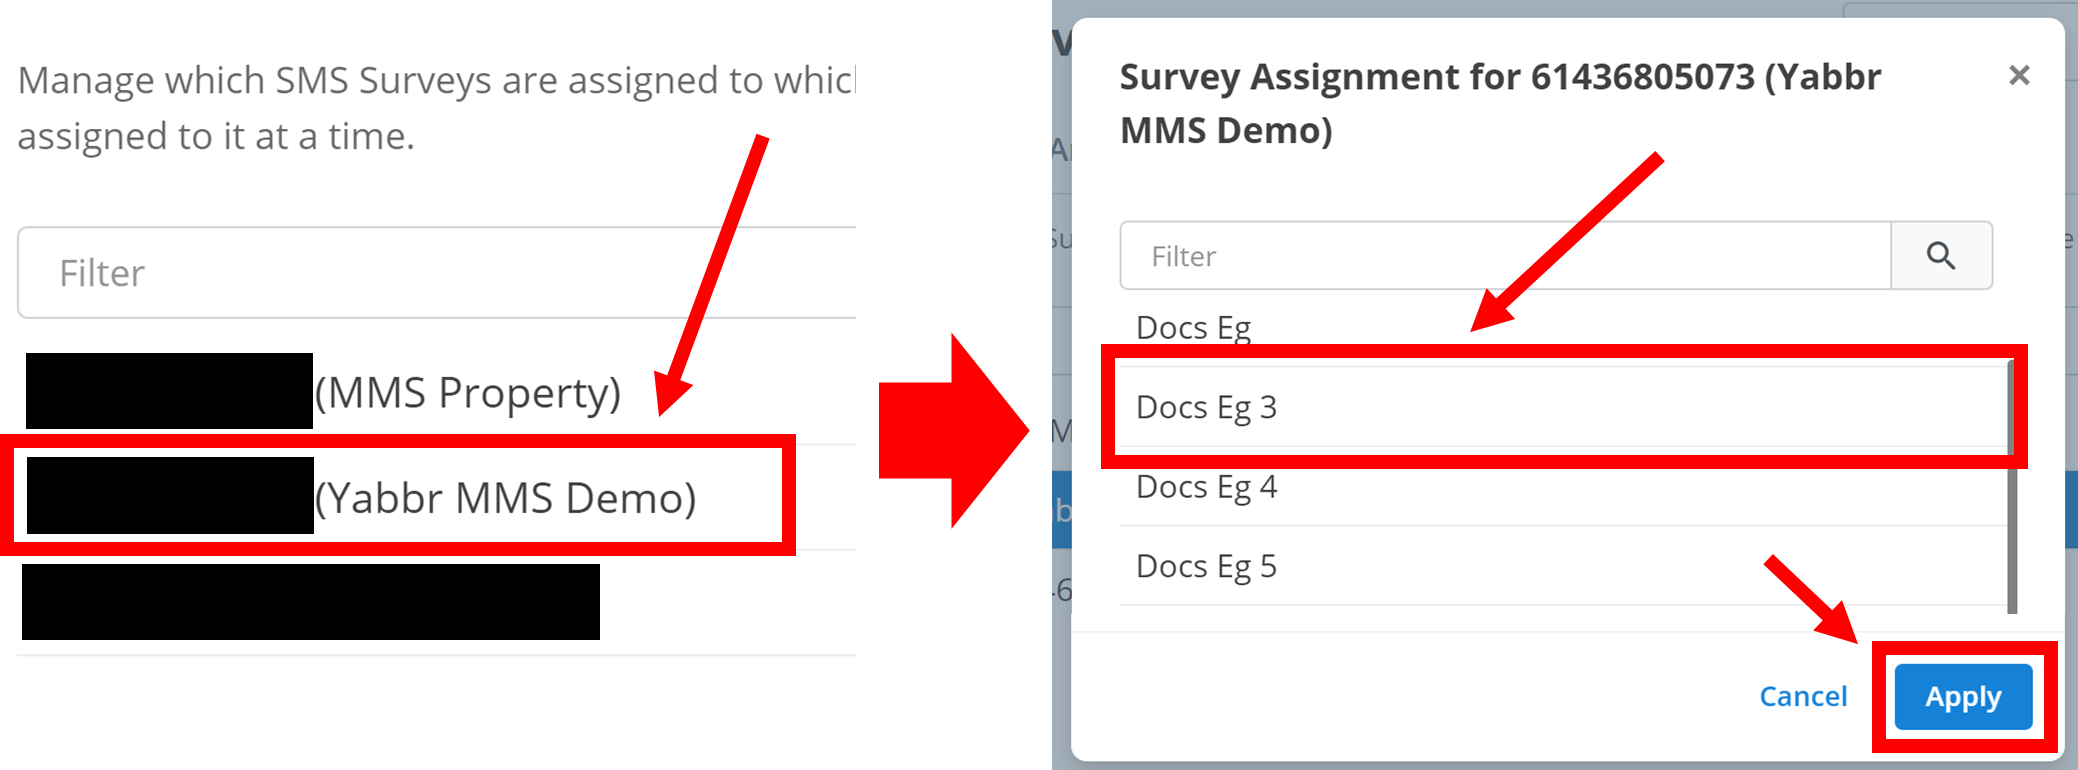 Manage which SMS Surveys are assigned to
assigned to it at a time.
Filter
(MMS Property)
(Yabbr MMS Demo)
Survey Assignment for 61436805073 (Yabbr
MMS Demo)
Filter
Docs Eg
Docs Eg 3
Docs Eg 4
Docs Eg 5
Cancel
Apply